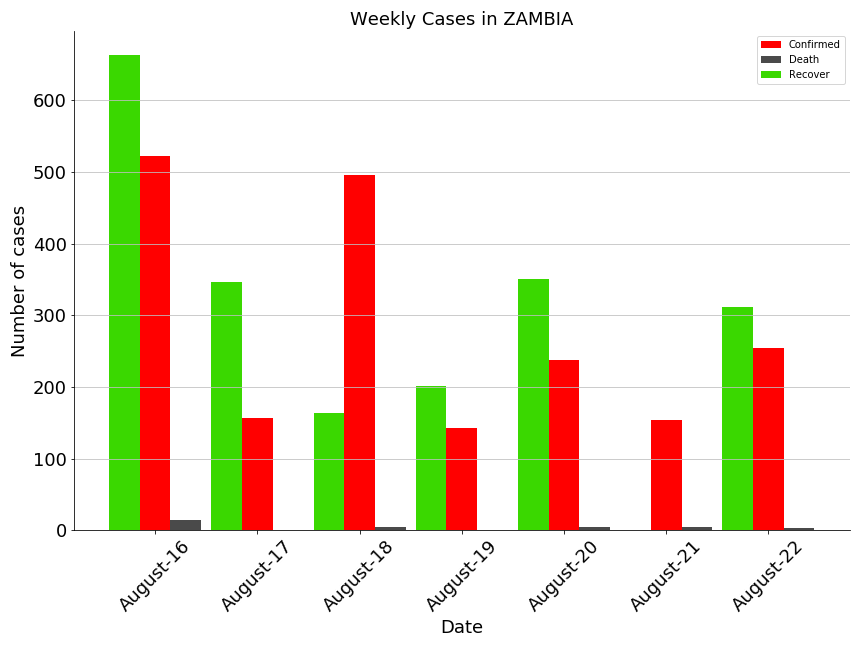 Weekly Cases in ZAMBIA
Confirmed
Death
Recover
Number of cases
600
500
400
300
200
100
0
August-16
August-17
August-18
August-19
August-20
August-21
August-22
Date